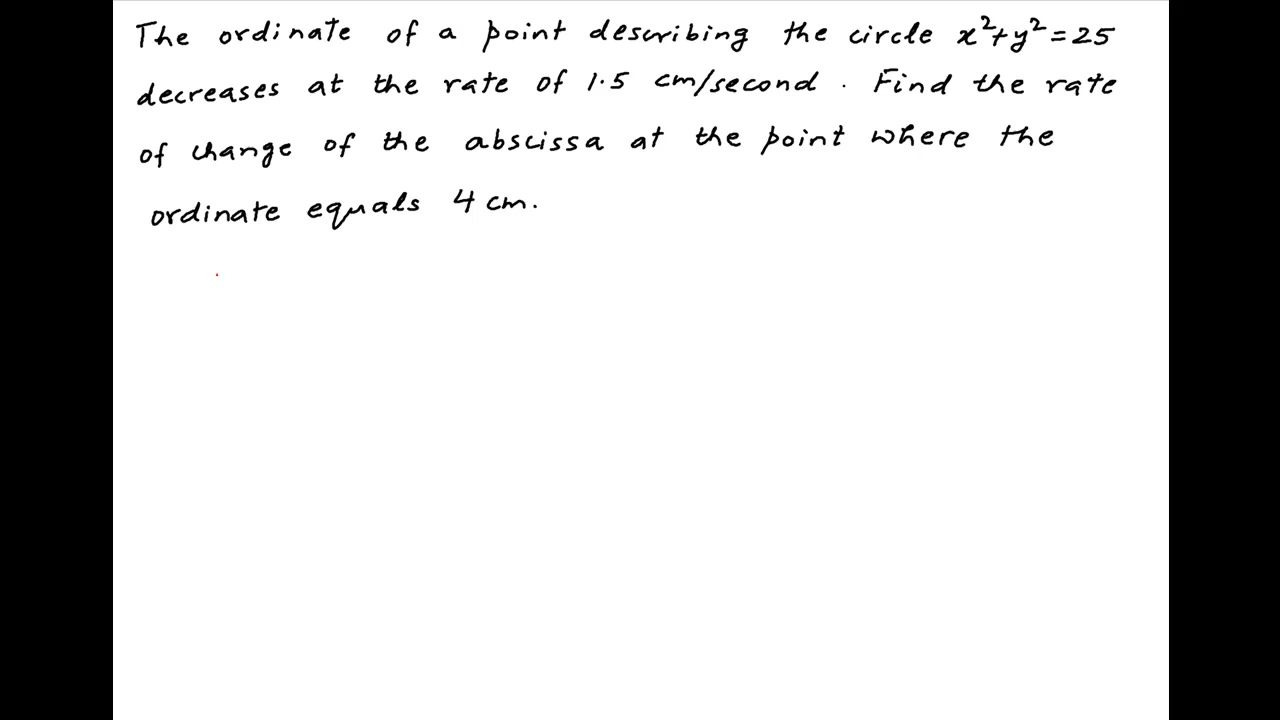 The ordinate of a point describing the circle x²+y²=25
decreases at the rate of 1.5 cm/second. Find the rate
of change of the abscissa at the point where the
ordinate equals 4 cm.